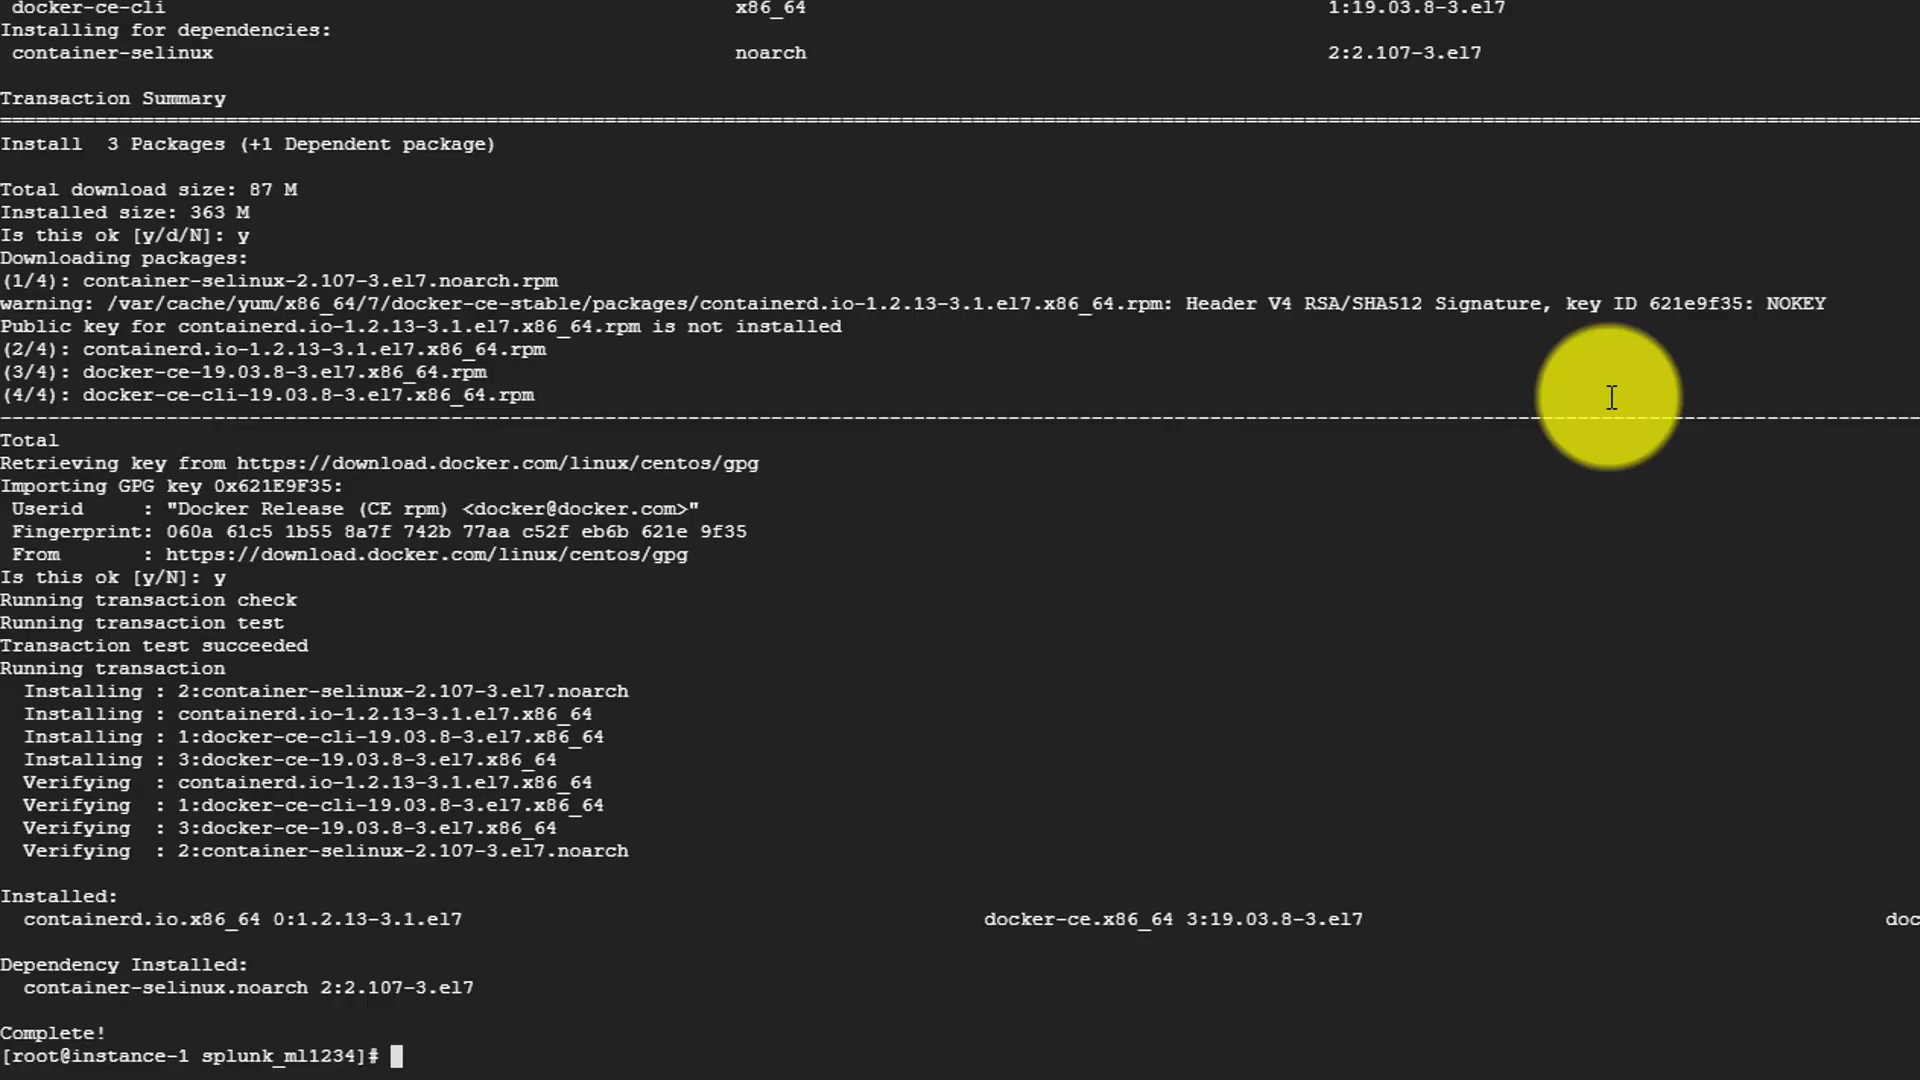 docker-ce-cli x86_64 1:19.03.8-3.el7
Installing for dependencies:
container-selinux noarch 2:2.107-3.el7
Transaction Summary
================================================================================
Install 3 Packages (+1 Dependent package)
Total download size: 87 M
Installed size: 363 M
Is this ok [y/d/N]: y
Downloading packages:
(1/4): container-selinux-2.107-3.el7.noarch.rpm
warning: /var/cache/yum/x86_64/7/docker-ce-stable/packages/containerd.io-1.2.13-3.1.el7.x86_64.rpm: Header V4 RSA/SHA512 Signature, key ID 621e9f35: NOKEY
Public key for containerd.io-1.2.13-3.1.el7.x86_64.rpm is not installed
(2/4): containerd.io-1.2.13-3.1.el7.x86_64.rpm
(3/4): docker-ce-19.03.8-3.el7.x86_64.rpm
(4/4): docker-ce-cli-19.03.8-3.el7.x86_64.rpm
--------------------------------------------------------------------------------
Total
Retrieving key from https://download.docker.com/linux/centos/gpg
Importing GPG key 0x621E9F35:
Userid : "Docker Release (CE rpm) <docker@docker.com>"
Fingerprint: 060a 61c5 1b55 8a7f 742b 77aa c52f eb6b 621e 9f35
From : https://download.docker.com/linux/centos/gpg
Is this ok [y/N]: y
Running transaction check
Running transaction test
Transaction test succeeded
Running transaction
Installing : 2:container-selinux-2.107-3.el7.noarch
Installing : containerd.io-1.2.13-3.1.el7.x86_64
Installing : 1:docker-ce-cli-19.03.8-3.el7.x86_64
Installing : 3:docker-ce-19.03.8-3.el7.x86_64
Verifying : containerd.io-1.2.13-3.1.el7.x86_64
Verifying : 1:docker-ce-cli-19.03.8-3.el7.x86_64
Verifying : 3:docker-ce-19.03.8-3.el7.x86_64
Verifying : 2:container-selinux-2.107-3.el7.noarch
Installed:
containerd.io.x86_64 0:1.2.13-3.1.el7 docker-ce.x86_64 3:19.03.8-3.el7 doc
Dependency Installed:
container-selinux.noarch 2:2.107-3.el7
Complete!
[root@instance-1 splunk_ml1234]#